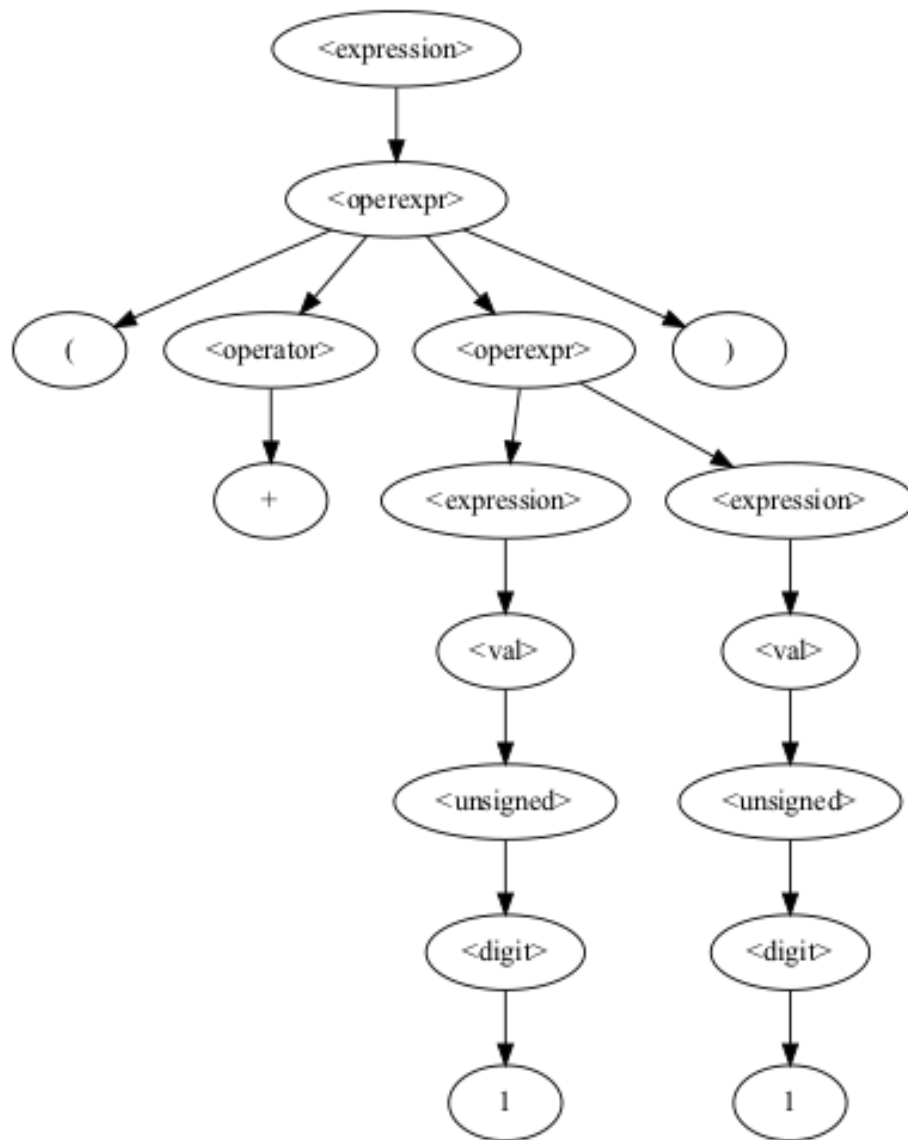 <expression>
<operexpr>
( <operator> <operexpr> )
+ <expression> <expression>
<val> <val>
<unsigned> <unsigned>
<digit> <digit>
1 1